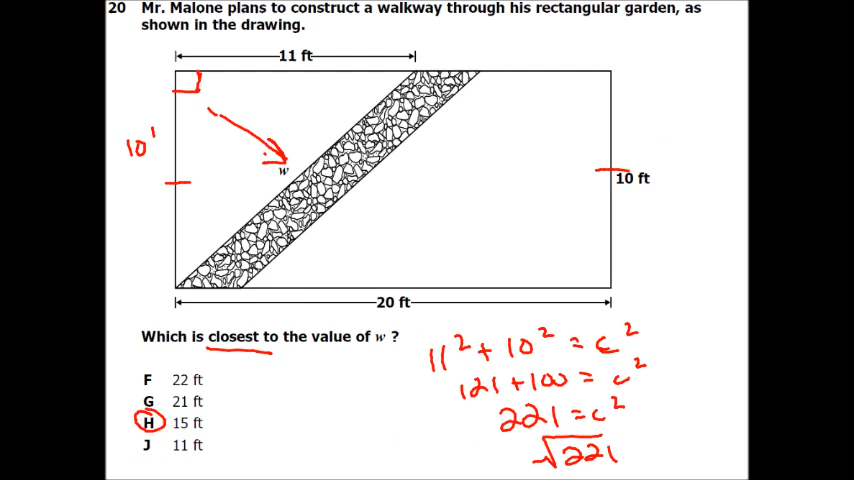 20 Mr. Malone plans to construct a walkway through his rectangular garden, as
shown in the drawing.
11 ft
10'
w
10 ft
20 ft
Which is closest to the value of w ?
11² + 10² = c²
F 22 ft
121 + 100 = c²
G 21 ft
221 = c²
H 15 ft
√221
J 11 ft